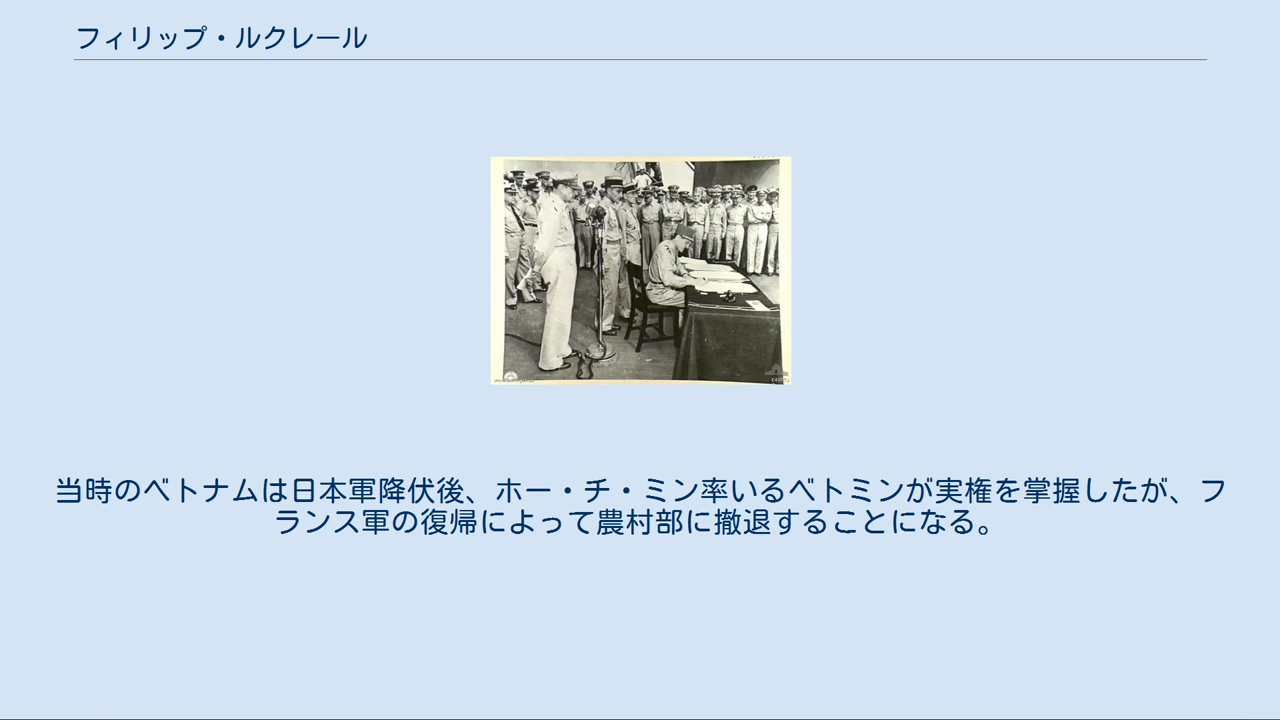 フィリップ・ルクレール
当時のベトナムは日本軍降伏後、ホー・チ・ミン率いるベトミンが実権を掌握したが、フ
ランス軍の復帰によって農村部に撤退することになる。